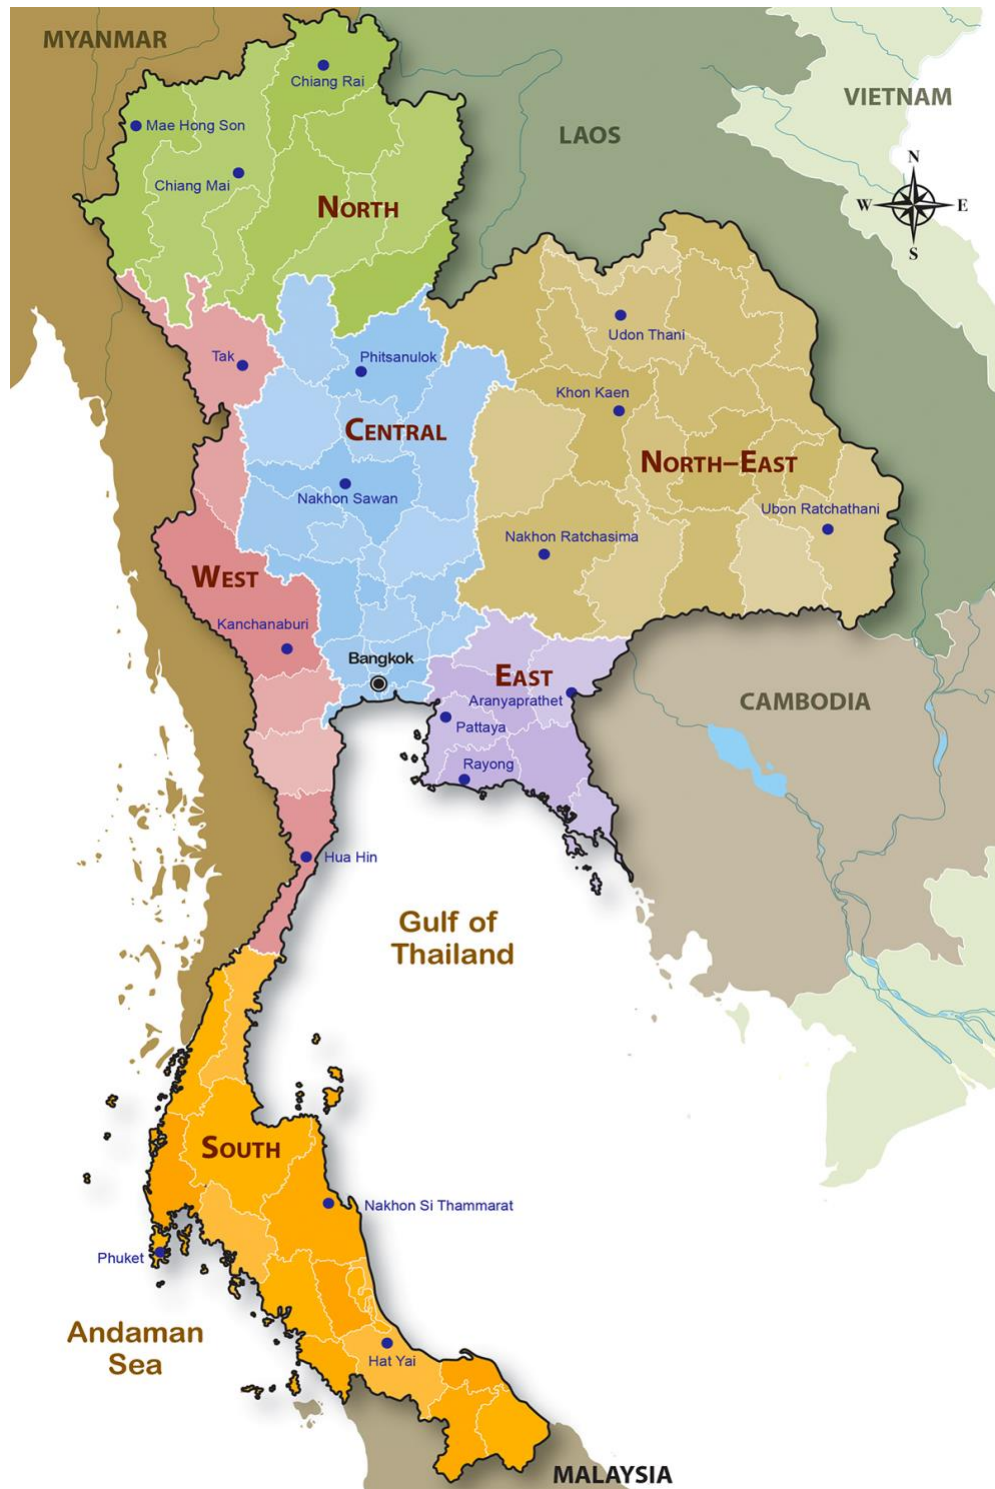 MYANMAR
Chiang Rai
VIETNAM
Mae Hong Son
LAOS
N
Chiang Mai
W
E
North
S
Udon Thani
Tak
Phitsanulok
Khon Kaen
Central
North–East
Nakhon Sawan
Ubon Ratchathani
Nakhon Ratchasima
West
Kanchanaburi
Bangkok
East
Aranyaprathet
CAMBODIA
Pattaya
Rayong
Hua Hin
Gulf of
Thailand
South
Nakhon Si Thammarat
Phuket
Andaman
Sea
Hat Yai
MALAYSIA